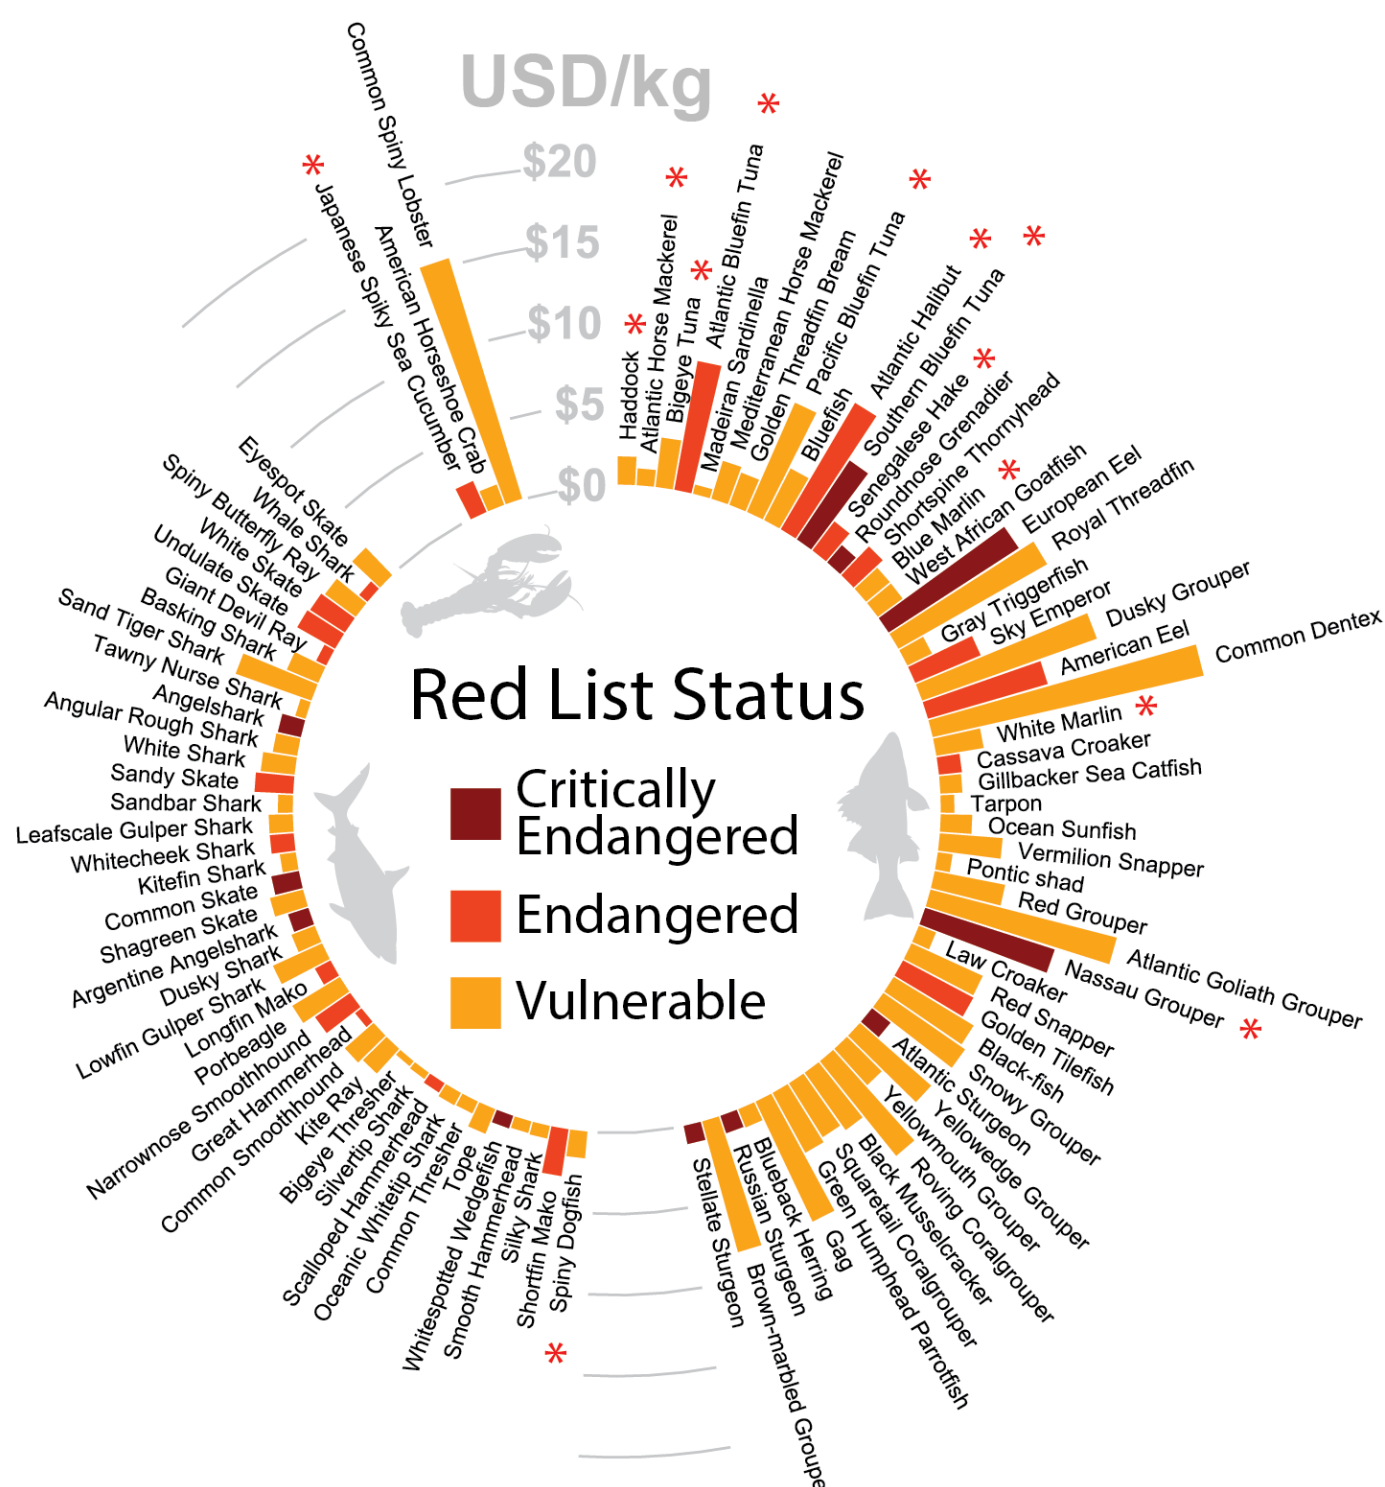 USD/kg
$20
$15
$10
$5
$0
*
Haddock
*
Atlantic Horse Mackerel
*
Bigeye Tuna
*
Atlantic Bluefin Tuna
Madeiran Sardinella
Mediterranean Horse Mackerel
Golden Threadfin Bream
Pacific Bluefin Tuna
*
Bluefish
Atlantic Halibut
*
Southern Bluefin Tuna
*
Senegalese Hake
*
Roundnose Grenadier
Shortspine Thornyhead
Blue Marlin
*
West African Goatfish
European Eel
Royal Threadfin
Gray Triggerfish
Sky Emperor
Dusky Grouper
American Eel
Common Dentex
White Marlin
*
Cassava Croaker
Gillbacker Sea Catfish
Tarpon
Ocean Sunfish
Vermilion Snapper
Pontic shad
Red Grouper
Atlantic Goliath Grouper
Nassau Grouper
*
Law Croaker
Red Snapper
Golden Tilefish
Black-fish
Snowy Grouper
Atlantic Sturgeon
Yellowedge Grouper
Yellowmouth Grouper
Roving Coralgrouper
Black Musselcracker
Squaretail Coralgrouper
Green Humphead Parrotfish
Gag
Blueback Herring
Russian Sturgeon
Brown-marbled Groupe
Stellate Sturgeon
Spiny Dogfish
Shortfin Mako
*
Silky Shark
Smooth Hammerhead
Whitespotted Wedgefish
Tope
Common Thresher
Oceanic Whitetip Shark
Scalloped Hammerhead
Silvertip Shark
Bigeye Thresher
Kite Ray
Common Smoothhound
Great Hammerhead
Narrownose Smoothhound
Porbeagle
Longfin Mako
Lowfin Gulper Shark
Dusky Shark
Argentine Angelshark
Shagreen Skate
Common Skate
Kitefin Shark
Whitecheek Shark
Leafscale Gulper Shark
Sandbar Shark
Sandy Skate
White Shark
Angular Rough Shark
Angelshark
Tawny Nurse Shark
Sand Tiger Shark
Basking Shark
Giant Devil Ray
Undulate Skate
White Skate
Spiny Butterfly Ray
Whale Shark
Eyespot Skate
*
Japanese Spiky Sea Cucumber
American Horseshoe Crab
Common Spiny Lobster
Red List Status
Critically
Endangered
Endangered
Vulnerable